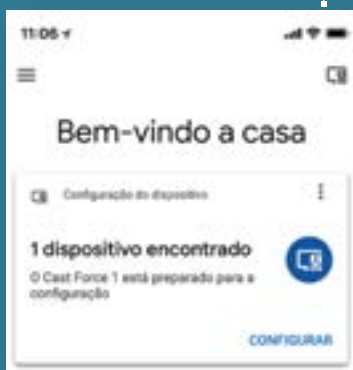 11:06
Bem-vindo a casa
Configuração do dispositivo
1 dispositivo encontrado
O Cast Force 1 está preparado para a
configuração
CONFIGURAR